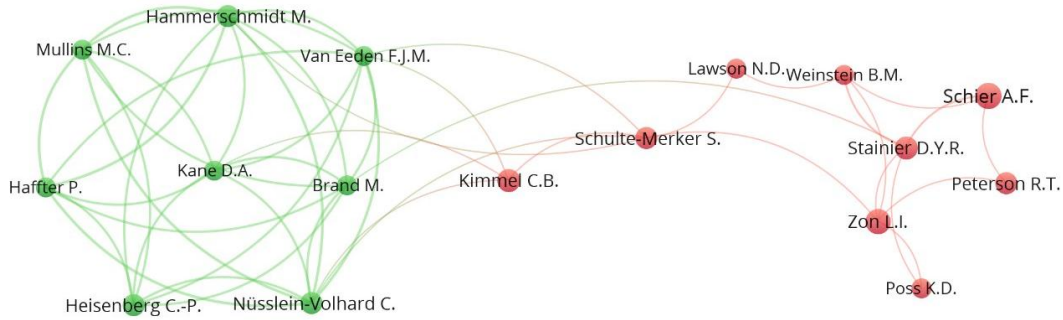 Hammerschmidt M.
Mullins M.C.
Van Eeden F.J.M.
Lawson N.D.
Weinstein B.M.
Schier A.F.
Schulte-Merker S.
Stainier D.Y.R.
Kane D.A.
Haffter P.
Brand M.
Kimmel C.B.
Peterson R.T.
Zon L.I.
Poss K.D.
Heisenberg C.-P.
Nüsslein-Volhard C.